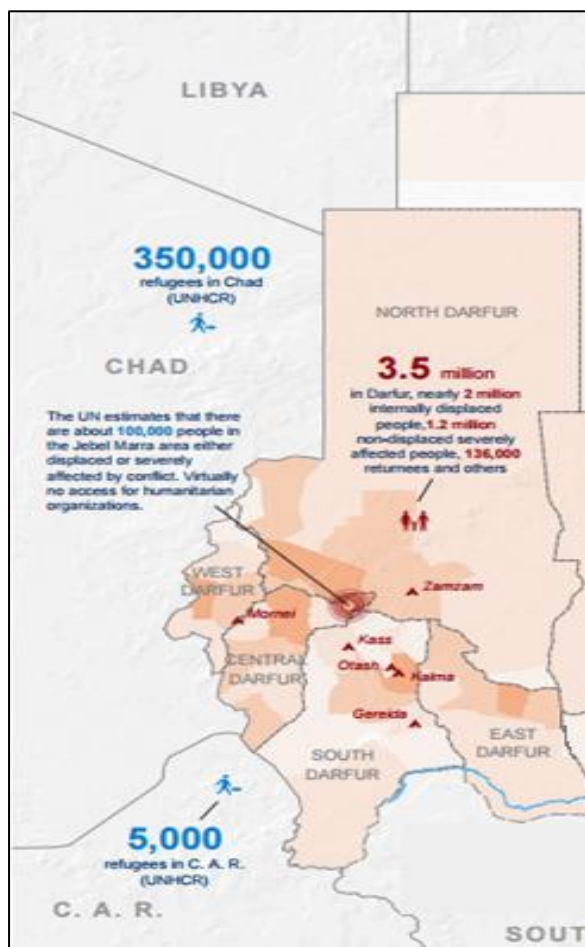 LIBYA
350,000
refugees in Chad
(UNHCR)
NORTH DARFUR
CHAD
3.5 million
in Darfur, nearly 2 million
internally displaced
people,1.2 million
non-displaced severely
affected people, 136,000
returnees and others
The UN estimates that there
are about 100,000 people in
the Jebel Marra area either
displaced or severely
affected by conflict. Virtually
no access for humanitarian
organizations.
WEST
DARFUR
Zamzam
Mornei
Kass
CENTRAL
DARFUR
Otash
Kalma
Gereida
EAST
DARFUR
SOUTH
DARFUR
5,000
refugees in C. A. R.
(UNHCR)
C. A. R.
SOUT